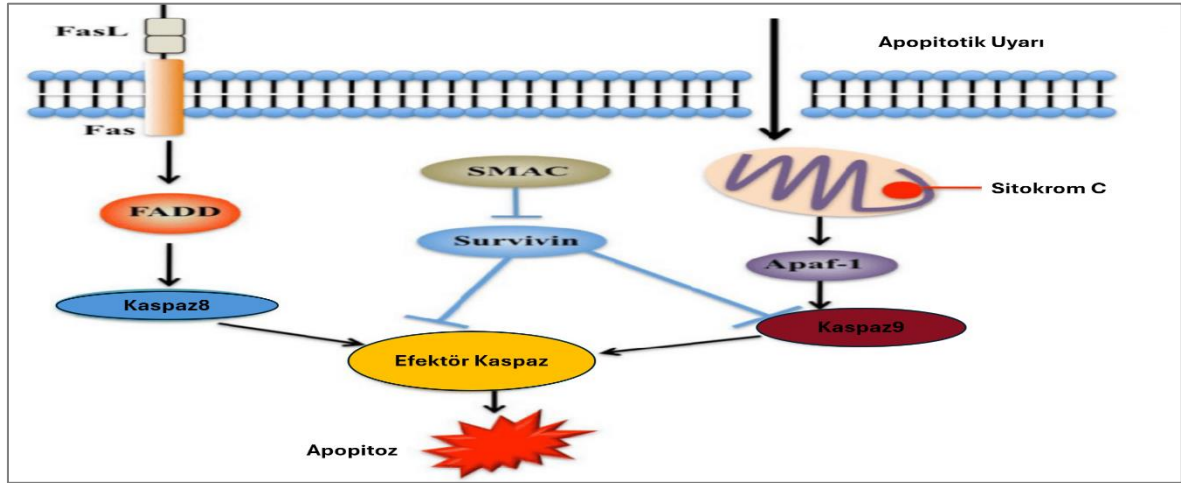 FasL
Apopitotik Uyarı
Fas
SMAC
Sitokrom C
FADD
Survivin
Apaf-1
Kaspaz8
Kaspaz9
Efektör Kaspaz
Apopitoz